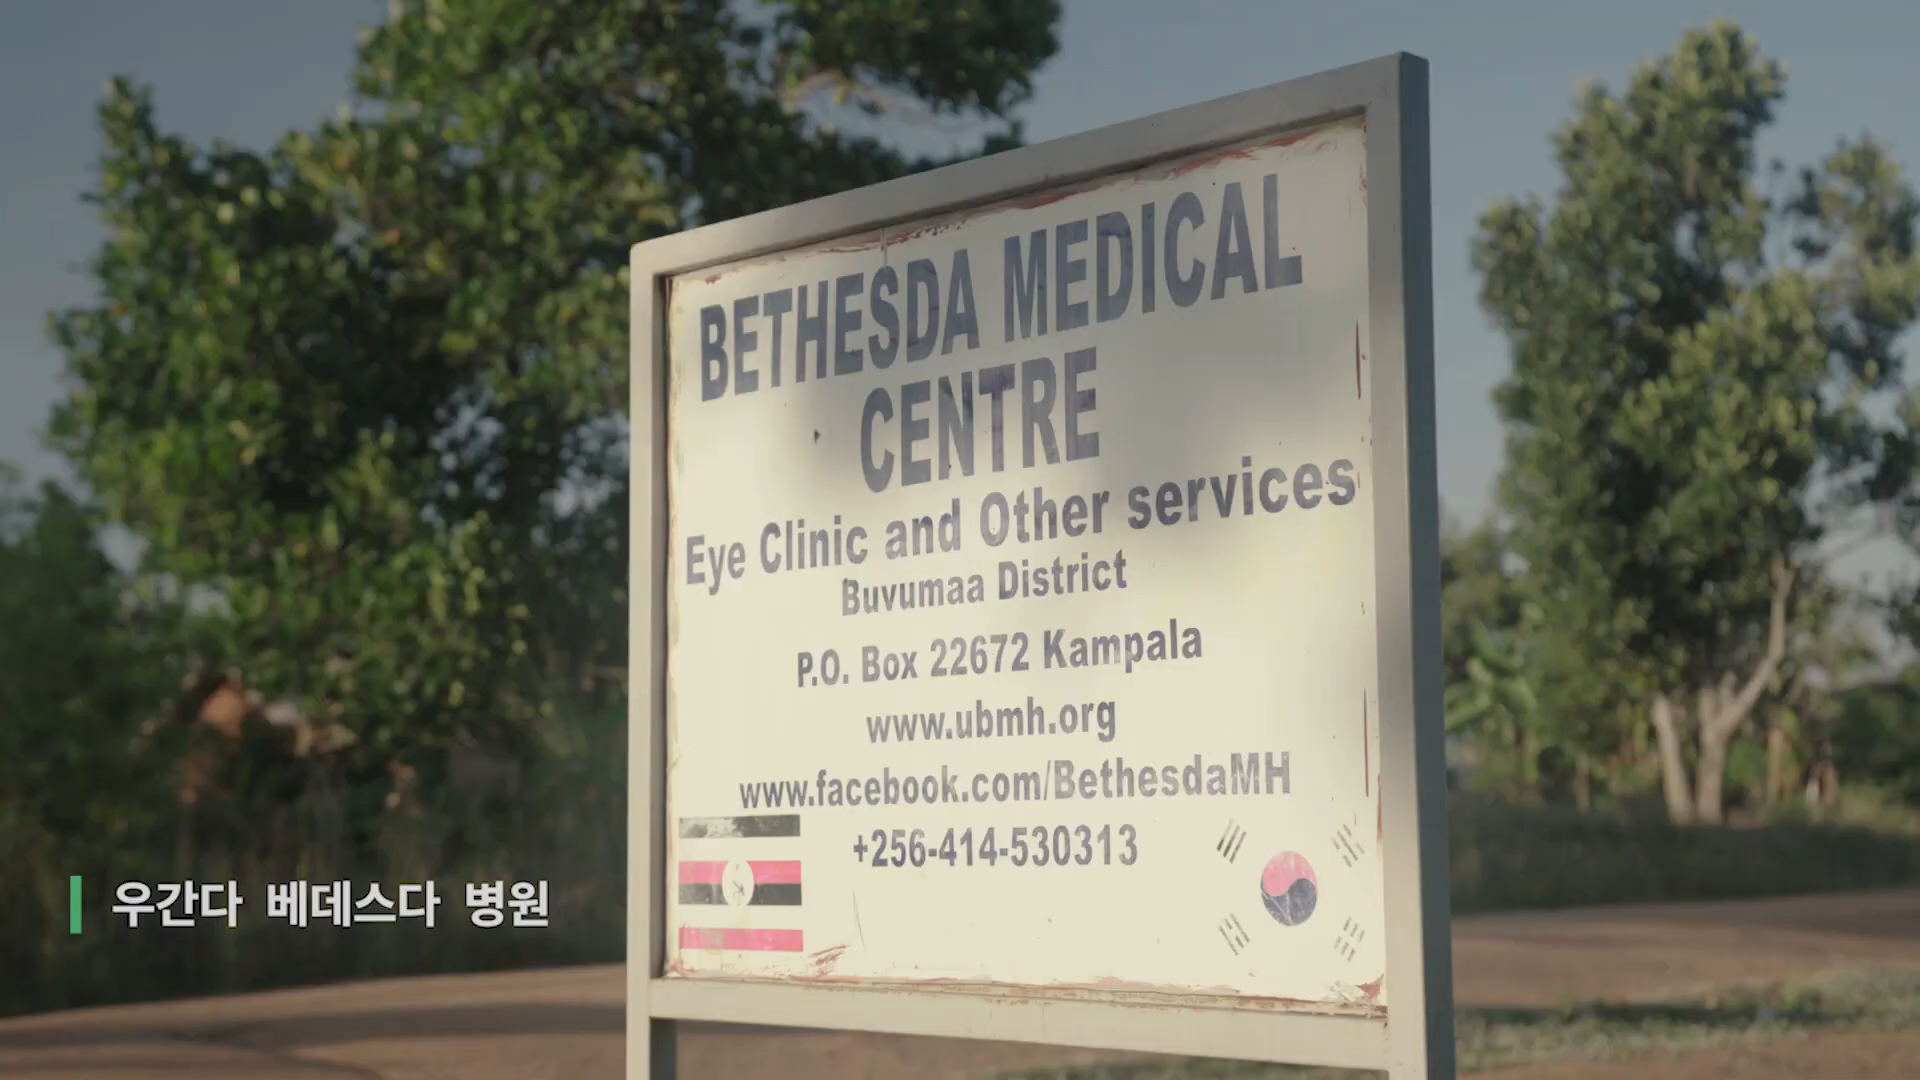 BETHESDA MEDICAL
CENTRE
Eye Clinic and Other services
Buvumaa District
P.O. Box 22672 Kampala
www.ubmh.org
www.facebook.com/BethesdaMH
+256-414-530313
우간다 베데스다 병원